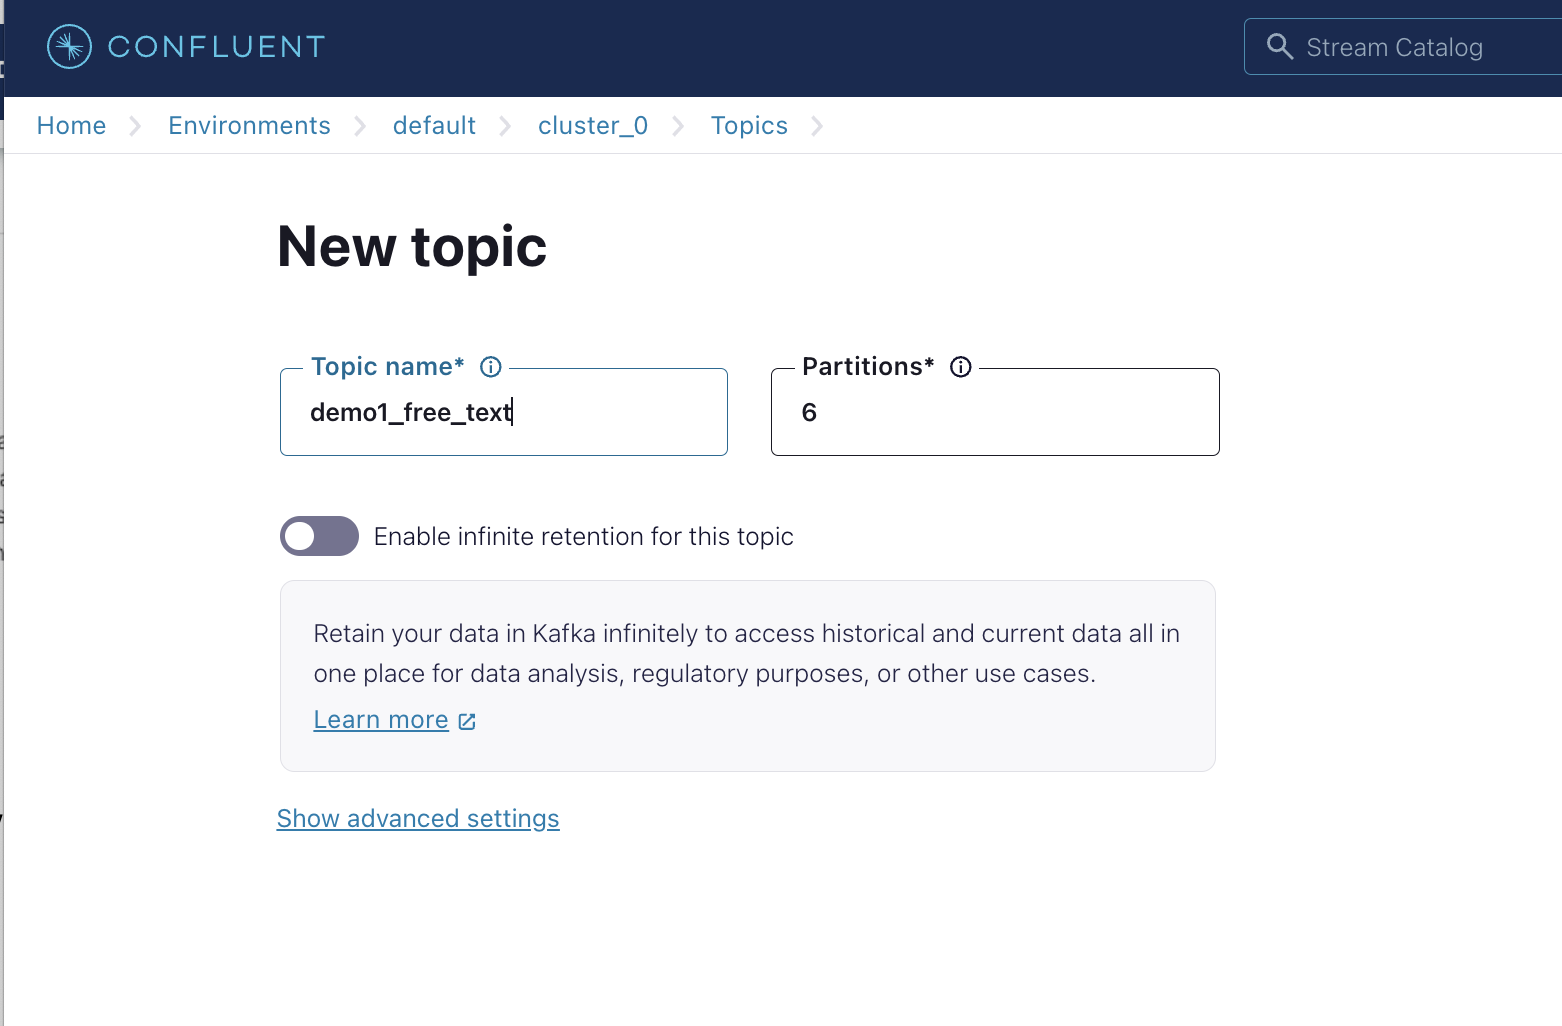 CONFLUENT
Stream Catalog
Home Environments default cluster_0 Topics
New topic
Topic name* Partitions*
demo1_free_text 6
Enable infinite retention for this topic
Retain your data in Kafka infinitely to access historical and current data all in
one place for data analysis, regulatory purposes, or other use cases.
Learn more
Show advanced settings